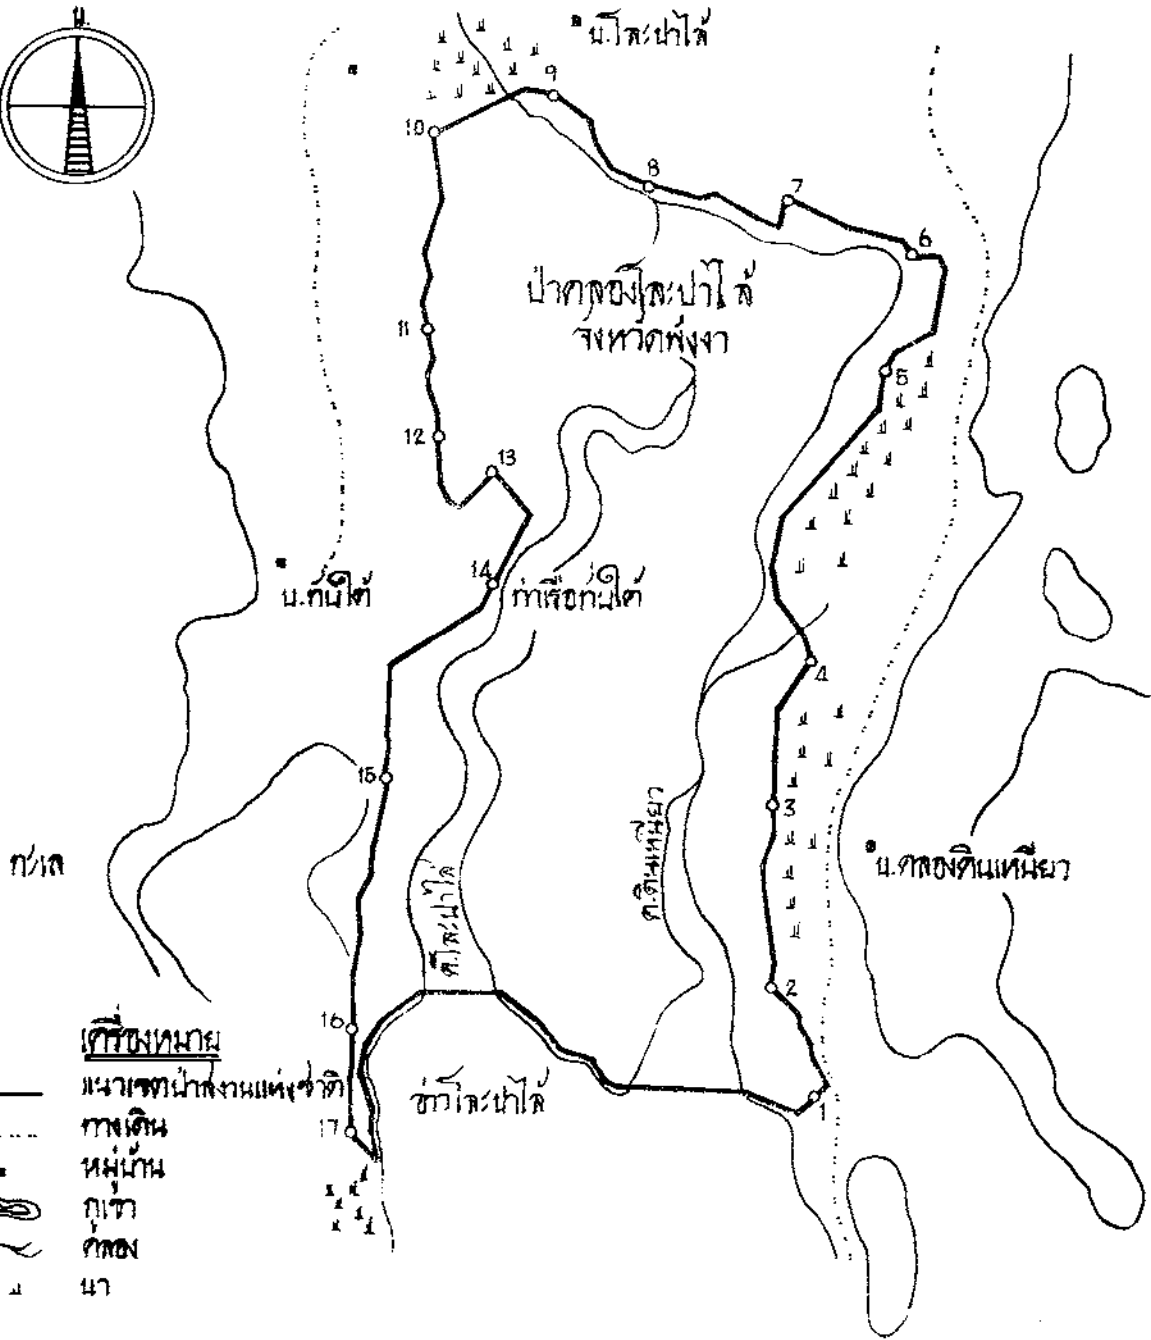 น.
บ.โละปาไล้
9
10
8
7
6
ป่าคลองโละปาไล้
จังหวัดพังงา
11
5
12
13
14
ท่าเรือทับใต้
บ.ทับใต้
4
15
3
ค.ดินเหนียว
บ.คลองดินเหนียว
ทะเล
ค.โละปาไล้
2
16
เครื่องหมาย
แนวเขตป่าสงวนแห่งชาติ
อ่าวโละปาไล้
1
ทางเดิน
17
หมู่บ้าน
ภูเขา
คลอง
นา